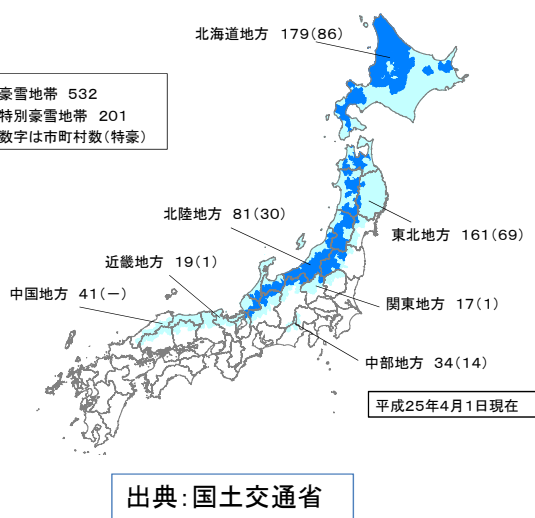 北海道地方 179(86)
豪雪地帯 532
特別豪雪地帯 201
数字は市町村数(特豪)
北陸地方 81(30)
東北地方 161(69)
近畿地方 19(1)
中国地方 41(-)
関東地方 17(1)
中部地方 34(14)
平成25年4月1日現在
出典:国土交通省